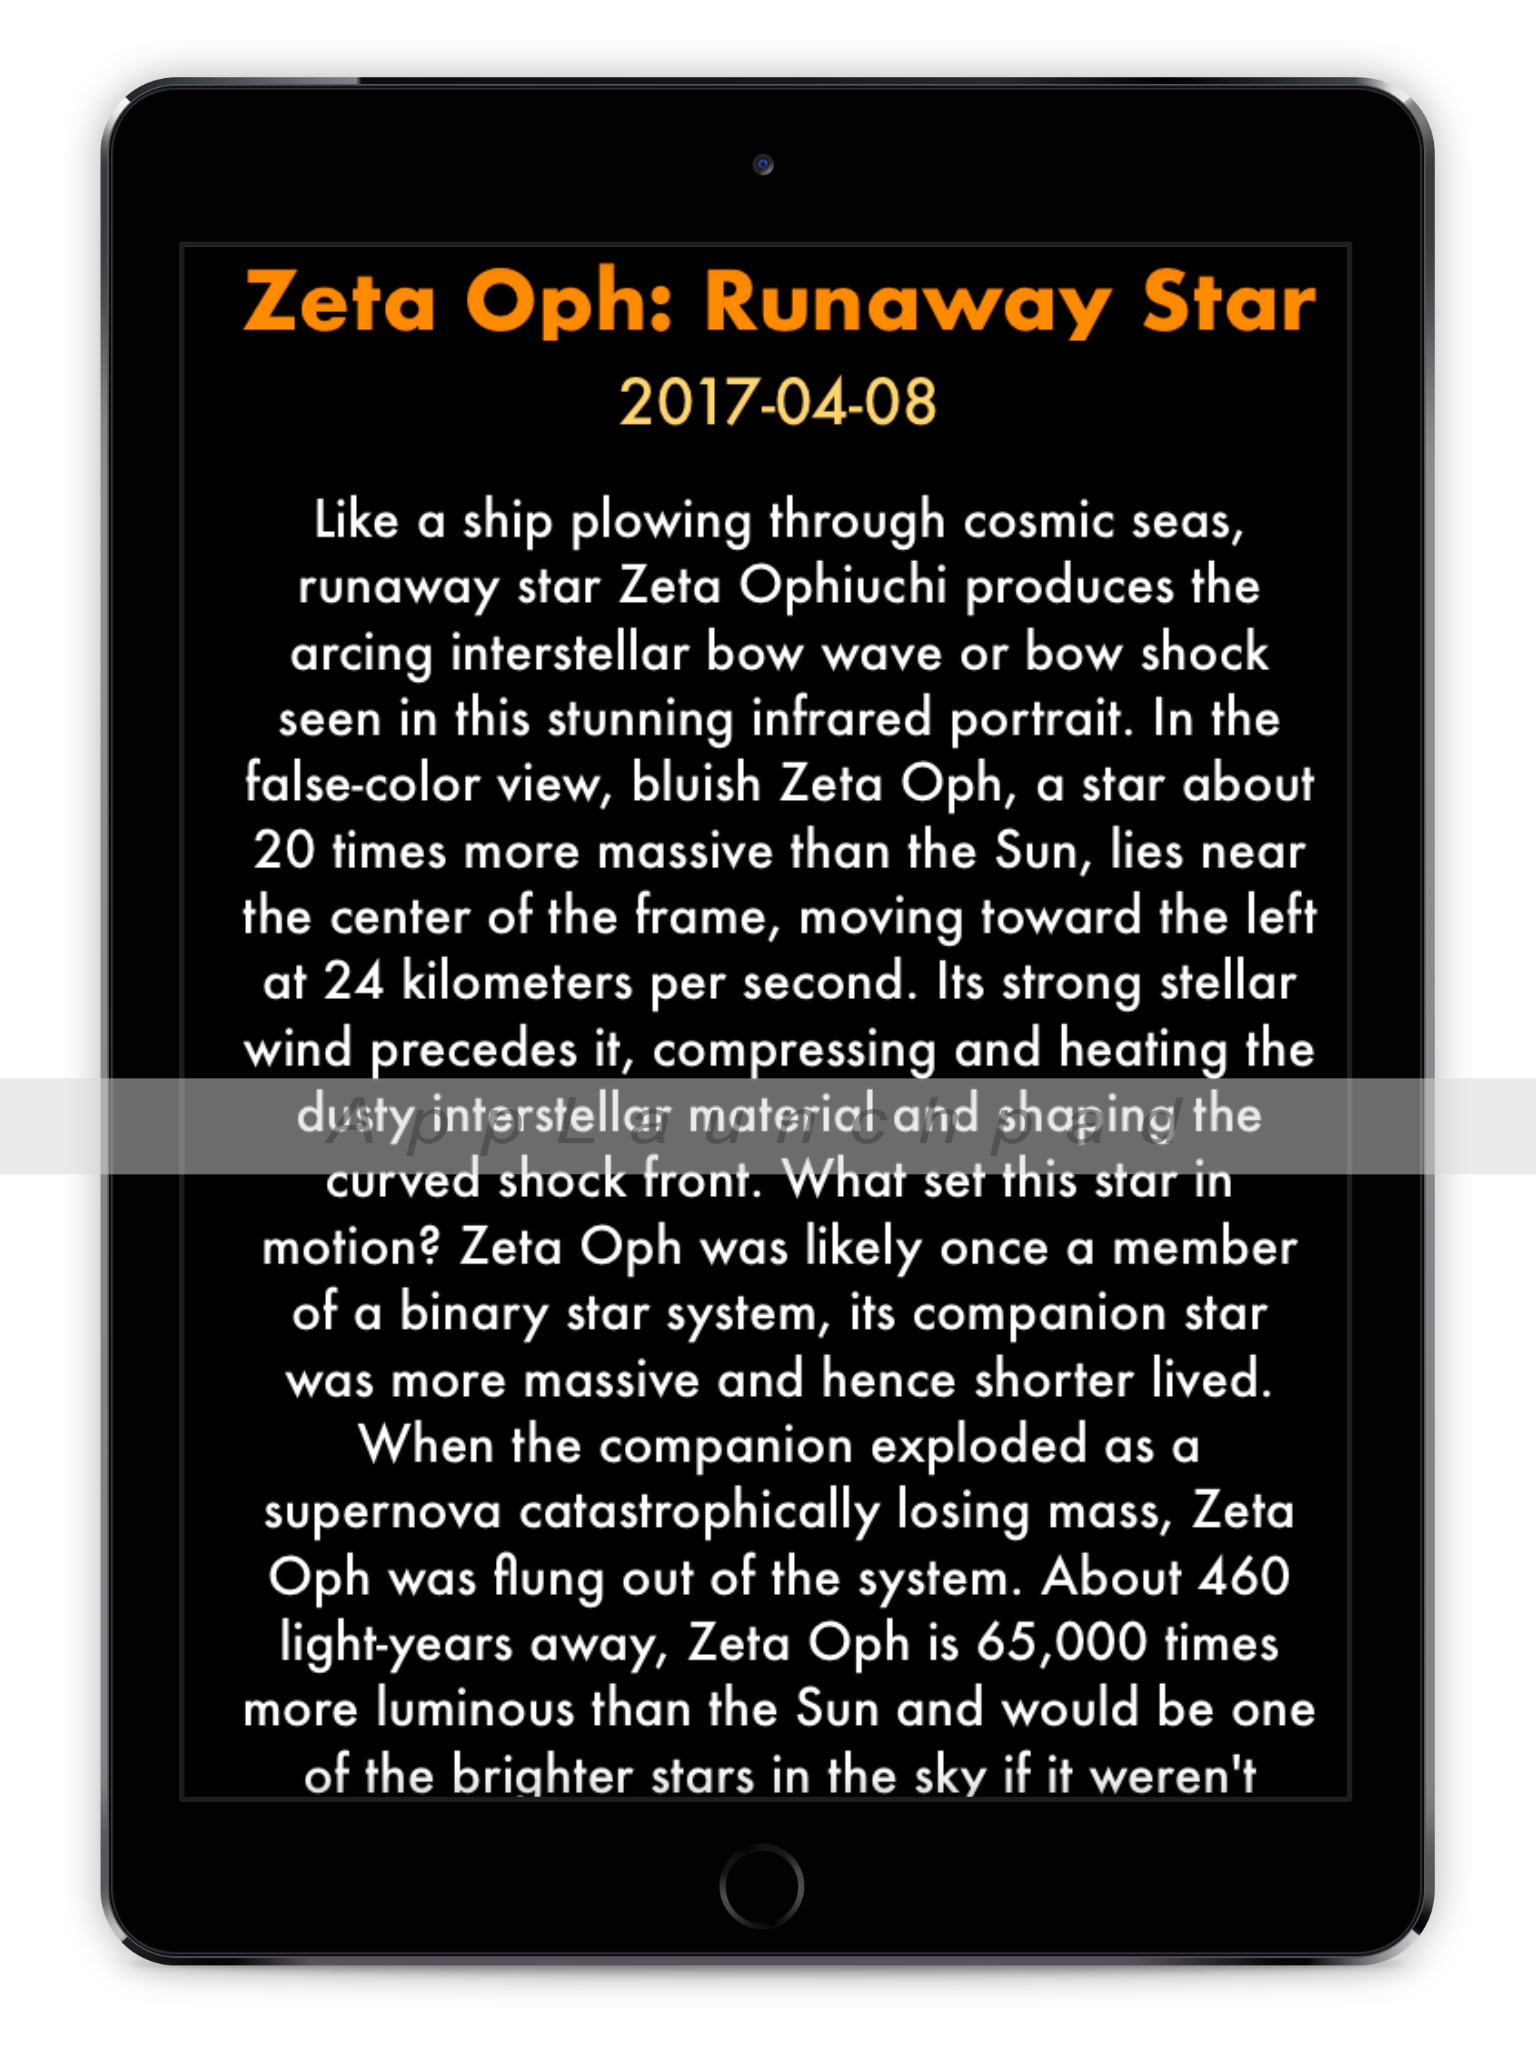 Zeta Oph: Runaway Star
2017-04-08
Like a ship plowing through cosmic seas,
runaway star Zeta Ophiuchi produces the
arcing interstellar bow wave or bow shock
seen in this stunning infrared portrait. In the
false-color view, bluish Zeta Oph, a star about
20 times more massive than the Sun, lies near
the center of the frame, moving toward the left
at 24 kilometers per second. Its strong stellar
wind precedes it, compressing and heating the
dusty interstellar material and shaping the
AppLaunchpad
curved shock front. What set this star in
motion? Zeta Oph was likely once a member
of a binary star system, its companion star
was more massive and hence shorter lived.
When the companion exploded as a
supernova catastrophically losing mass, Zeta
Oph was flung out of the system. About 460
light-years away, Zeta Oph is 65,000 times
more luminous than the Sun and would be one
of the brighter stars in the sky if it weren't